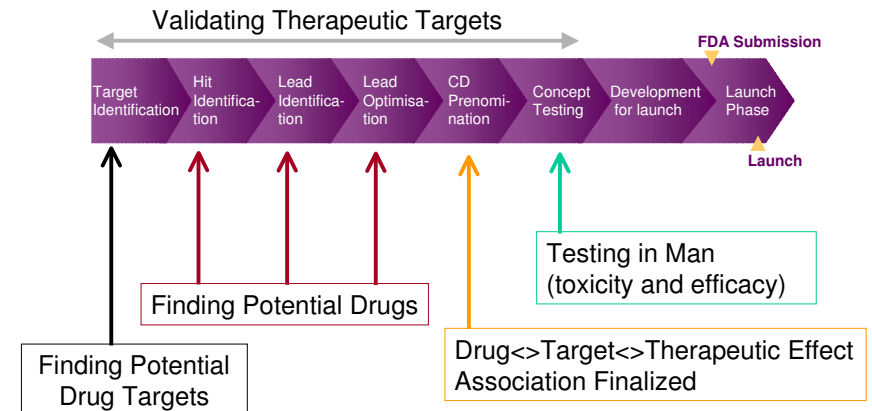 Validating Therapeutic Targets
FDA Submission
Target
Identification
Hit
Identifica-
tion
Lead
Identifica-
tion
Lead
Optimisa-
tion
CD
Prenomi-
nation
Concept
Testing
Development
for launch
Launch
Phase
Launch
Testing in Man
(toxicity and efficacy)
Finding Potential Drugs
Drug<>Target<>Therapeutic Effect
Association Finalized
Finding Potential
Drug Targets